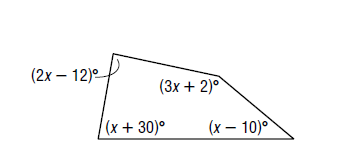 (2x – 12)°
(3x + 2)°
(x + 30)°
(x – 10)°